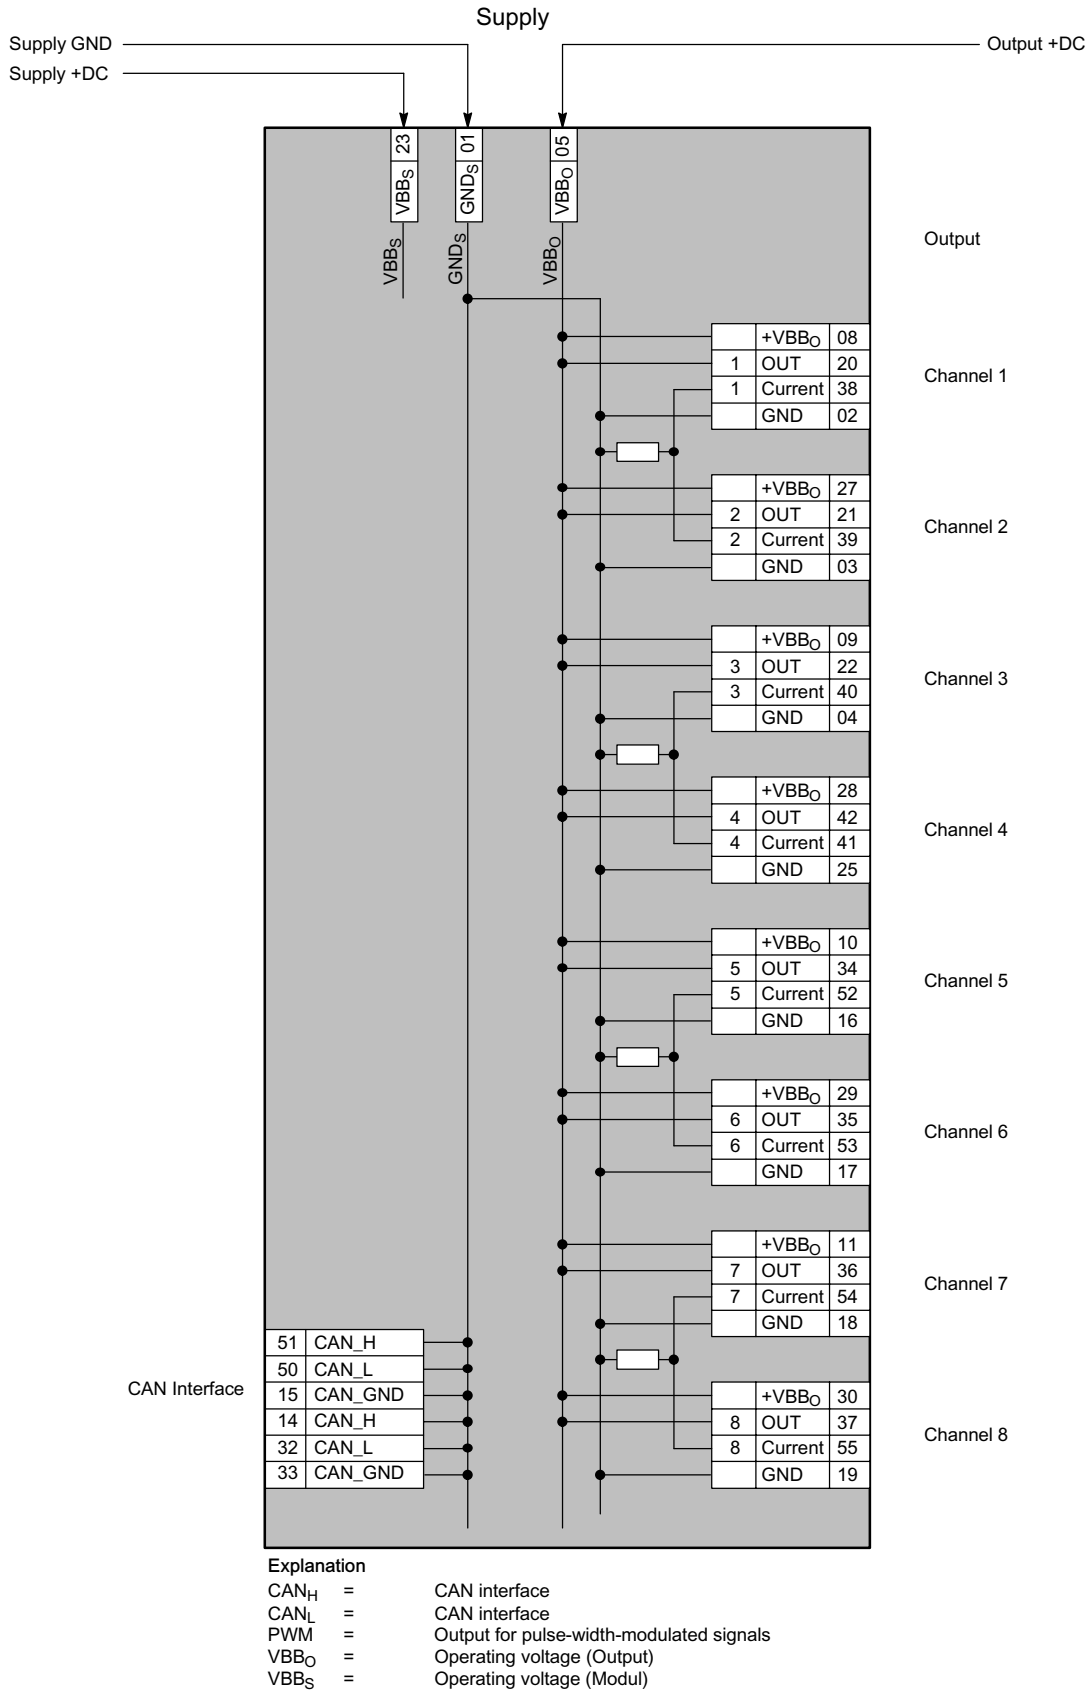 Supply
Supply GND
Output +DC
Supply +DC
23 VBBS
01 GNDS
05 VBBO
VBBS
GNDS
VBBO
Output
+VBBO 08
1 OUT 20
1 Current 38
GND 02
Channel 1
+VBBO 27
2 OUT 21
2 Current 39
GND 03
Channel 2
+VBBO 09
3 OUT 22
3 Current 40
GND 04
Channel 3
+VBBO 28
4 OUT 42
4 Current 41
GND 25
Channel 4
+VBBO 10
5 OUT 34
5 Current 52
GND 16
Channel 5
+VBBO 29
6 OUT 35
6 Current 53
GND 17
Channel 6
+VBBO 11
7 OUT 36
7 Current 54
GND 18
Channel 7
+VBBO 30
8 OUT 37
8 Current 55
GND 19
Channel 8
CAN Interface
51 CAN_H
50 CAN_L
15 CAN_GND
14 CAN_H
32 CAN_L
33 CAN_GND
Explanation
CANH = CAN interface
CANL = CAN interface
PWM = Output for pulse-width-modulated signals
VBBO = Operating voltage (Output)
VBBS = Operating voltage (Modul)